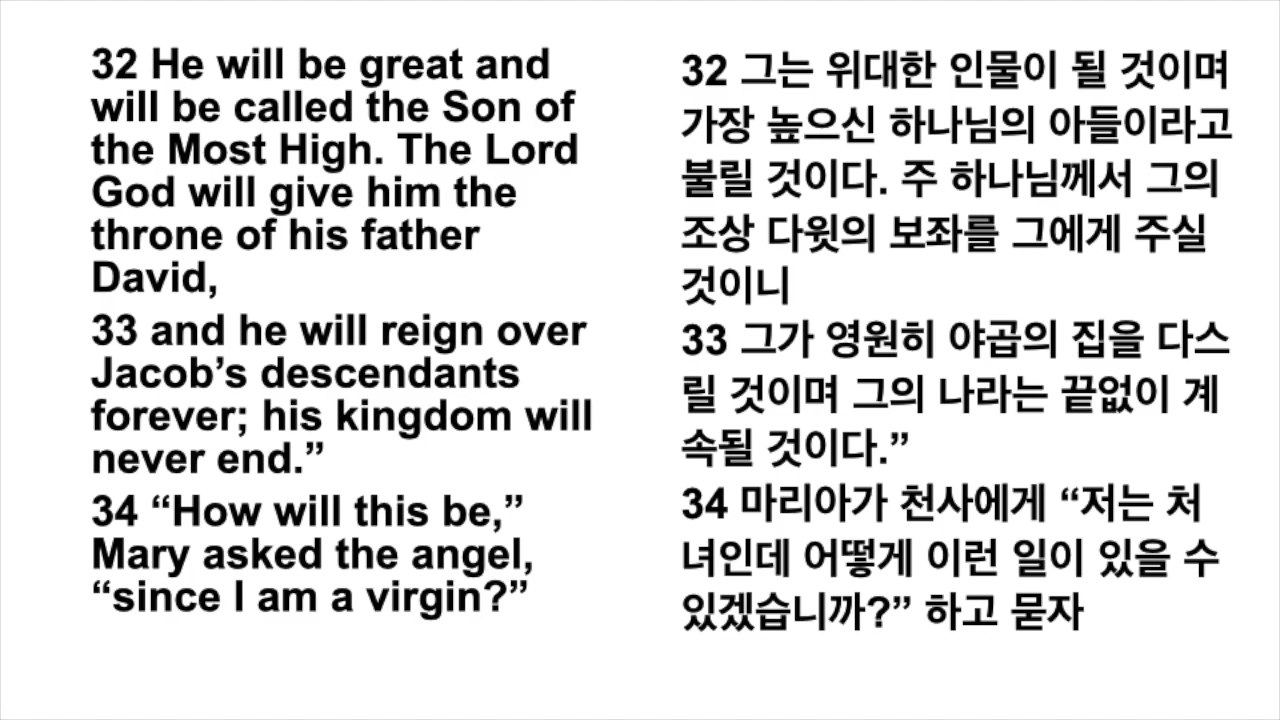 32 He will be great and
will be called the Son of
the Most High. The Lord
God will give him the
throne of his father
David,
33 and he will reign over
Jacob’s descendants
forever; his kingdom will
never end.”
34 “How will this be,”
Mary asked the angel,
“since I am a virgin?”
32 그는 위대한 인물이 될 것이며
가장 높으신 하나님의 아들이라고
불릴 것이다. 주 하나님께서 그의
조상 다윗의 보좌를 그에게 주실
것이니
33 그가 영원히 야곱의 집을 다스
릴 것이며 그의 나라는 끝없이 계
속될 것이다.”
34 마리아가 천사에게 “저는 처
녀인데 어떻게 이런 일이 있을 수
있겠습니까?” 하고 묻자